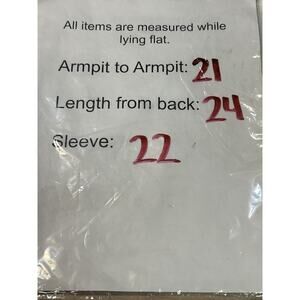 All items are measured while
lying flat.
Armpit to Armpit: 21
Length from back: 24
Sleeve: 22